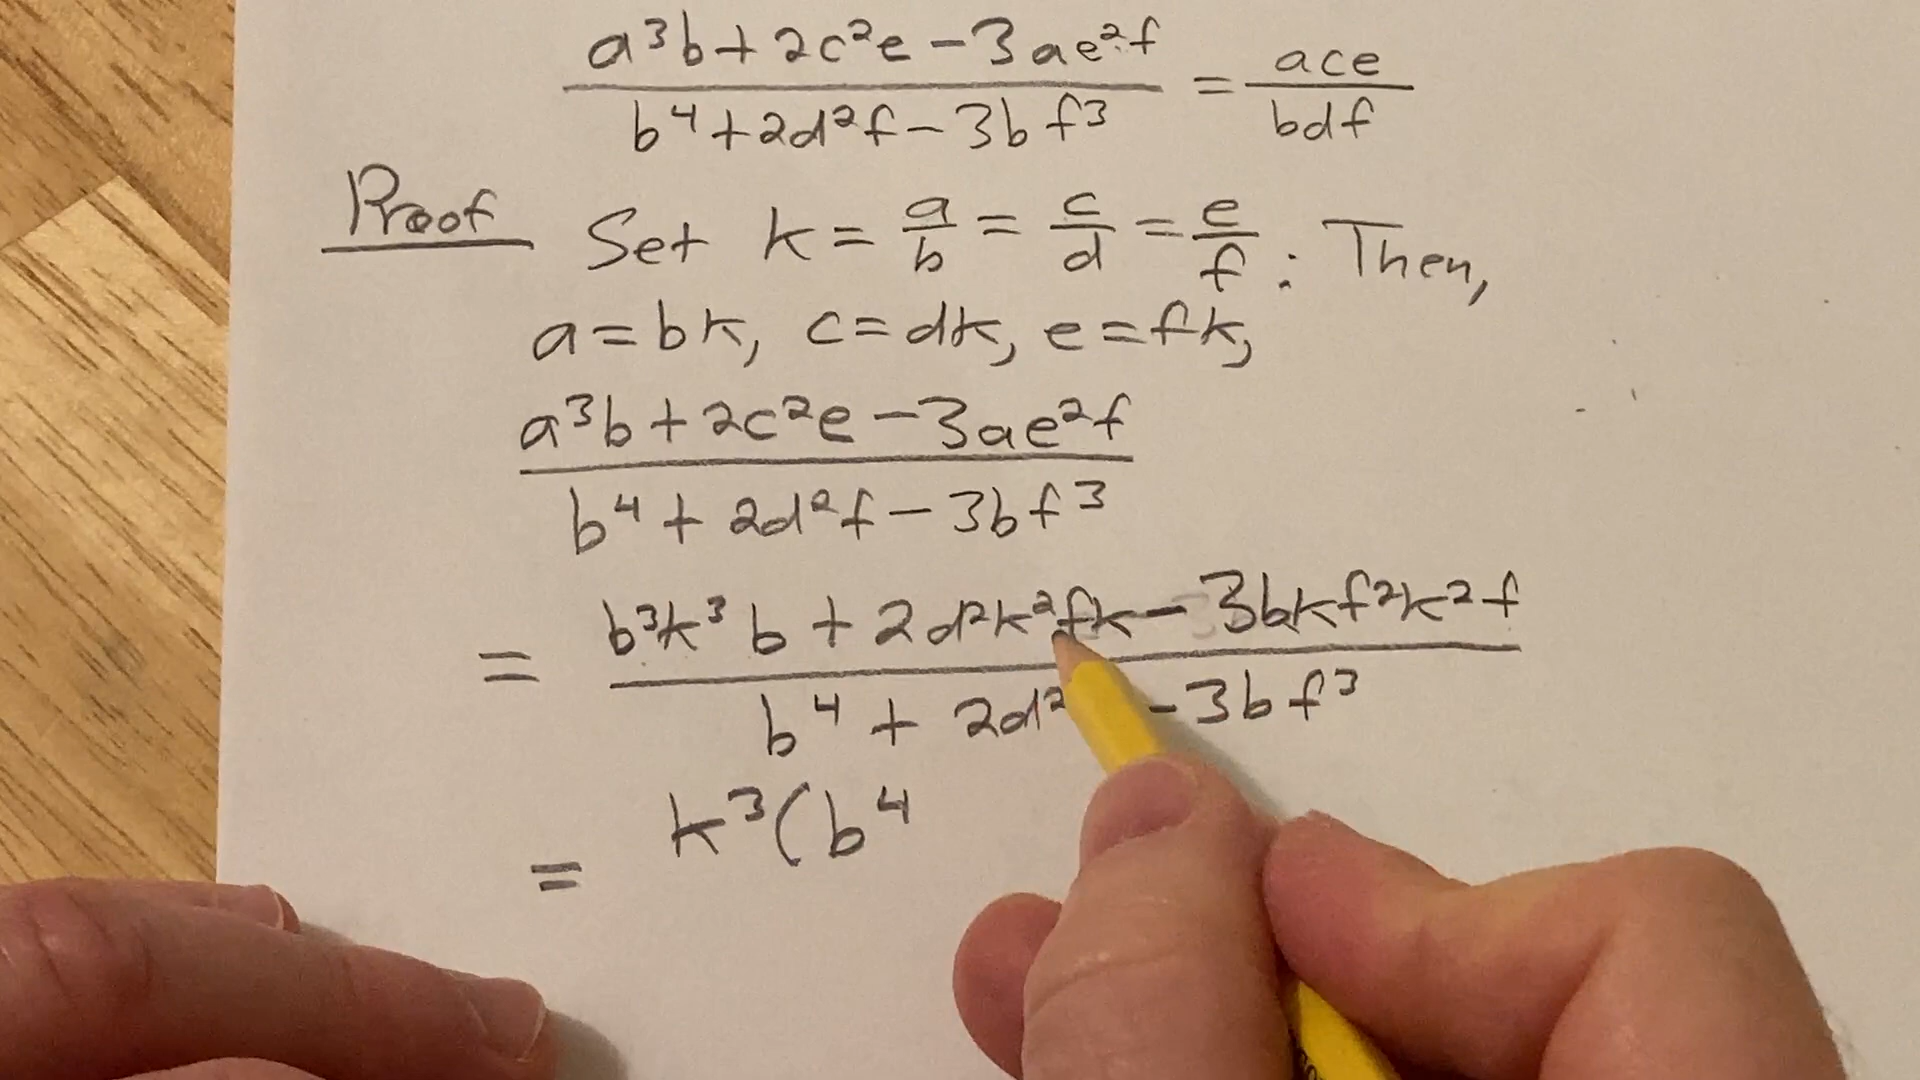 a³b + 2c²e − 3ae²f / b⁴ + 2d²f − 3bf³ = ace / bdf
Proof Set k = a/b = c/d = e/f. Then,
a = bk, c = dk, e = fk,
a³b + 2c²e − 3ae²f
b⁴ + 2d²f − 3bf³
= b³k³b + 2d²k²fk − 3bkf²k²f
b⁴ + 2d² − 3bf³
= k³(b⁴